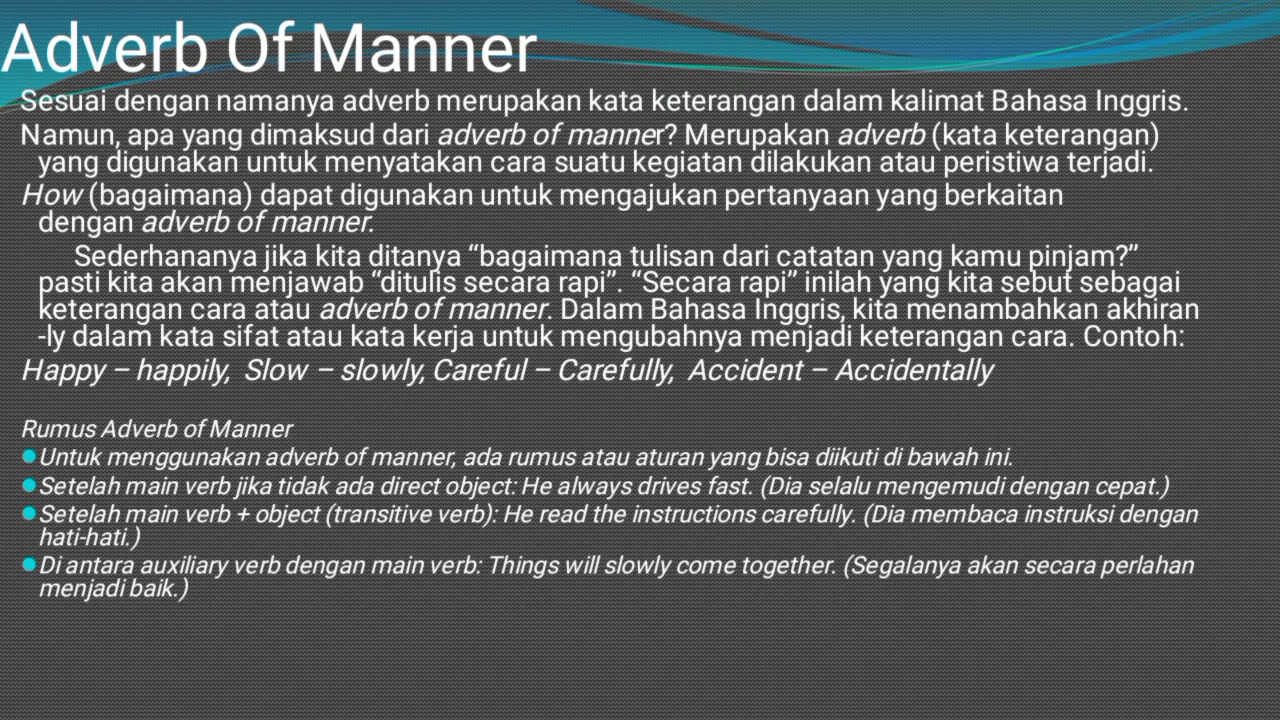 Adverb Of Manner
Sesuai dengan namanya adverb merupakan kata keterangan dalam kalimat Bahasa Inggris.
Namun, apa yang dimaksud dari adverb of manner? Merupakan adverb (kata keterangan)
yang digunakan untuk menyatakan cara suatu kegiatan dilakukan atau peristiwa terjadi.
How (bagaimana) dapat digunakan untuk mengajukan pertanyaan yang berkaitan
dengan adverb of manner.
Sederhananya jika kita ditanya “bagaimana tulisan dari catatan yang kamu pinjam?”
pasti kita akan menjawab “ditulis secara rapi”. “Secara rapi” inilah yang kita sebut sebagai
keterangan cara atau adverb of manner. Dalam Bahasa Inggris, kita menambahkan akhiran
-ly dalam kata sifat atau kata kerja untuk mengubahnya menjadi keterangan cara. Contoh:
Happy – happily, Slow – slowly, Careful – Carefully, Accident – Accidentally
Rumus Adverb of Manner
●Untuk menggunakan adverb of manner, ada rumus atau aturan yang bisa diikuti di bawah ini.
●Setelah main verb jika tidak ada direct object: He always drives fast. (Dia selalu mengemudi dengan cepat.)
●Setelah main verb + object (transitive verb): He read the instructions carefully. (Dia membaca instruksi dengan
hati-hati.)
●Di antara auxiliary verb dengan main verb: Things will slowly come together. (Segalanya akan secara perlahan
menjadi baik.)